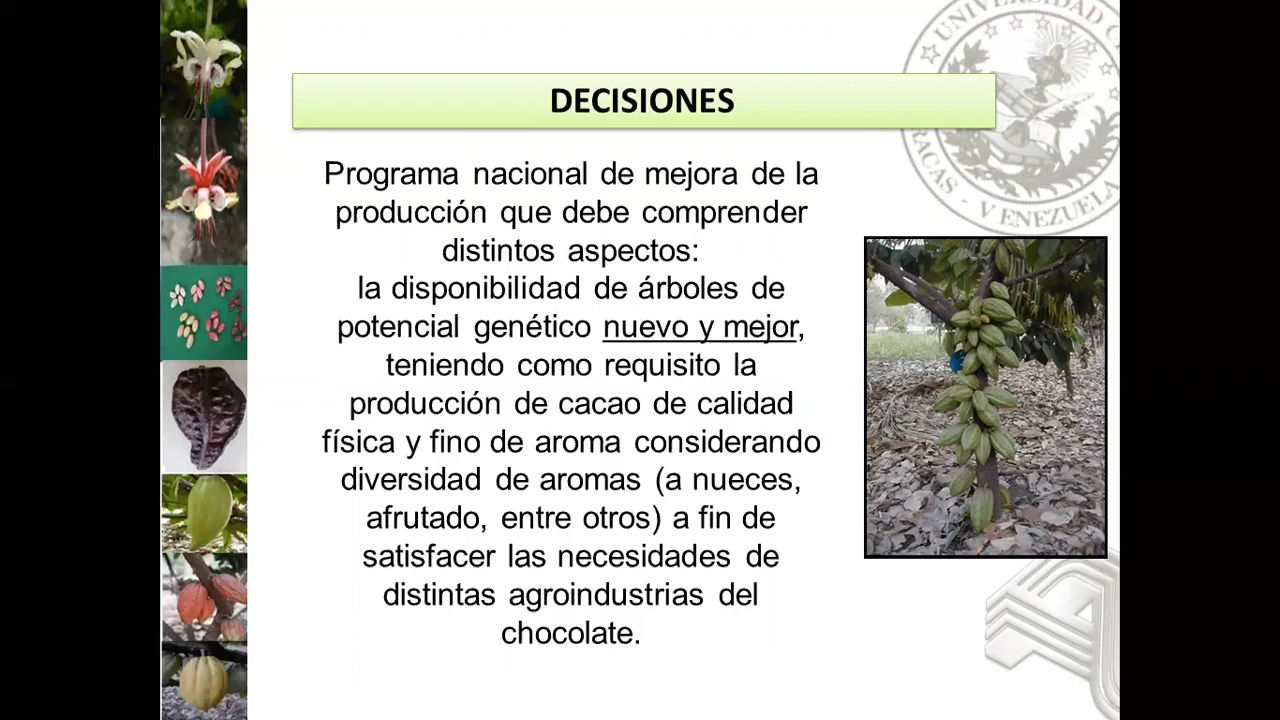 UNIVERSIDAD
DECISIONES
Programa nacional de mejora de la
producción que debe comprender
distintos aspectos:
la disponibilidad de árboles de
potencial genético nuevo y mejor,
teniendo como requisito la
producción de cacao de calidad
física y fino de aroma considerando
diversidad de aromas (a nueces,
afrutado, entre otros) a fin de
satisfacer las necesidades de
distintas agroindustrias del
chocolate.
VENEZUELA